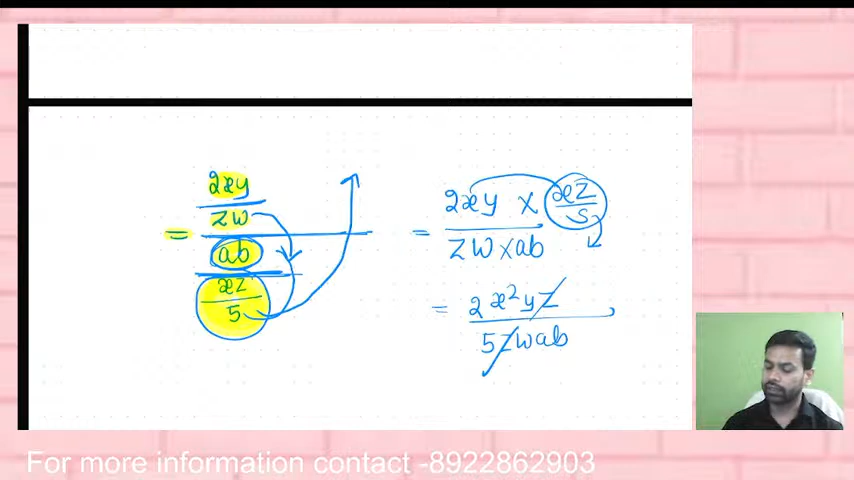 = 2xy / zw / ab / xz / 5
= 2xy × xz/5 / zw × ab
= 2x²yz / 5zwab
For more information contact -8922862903